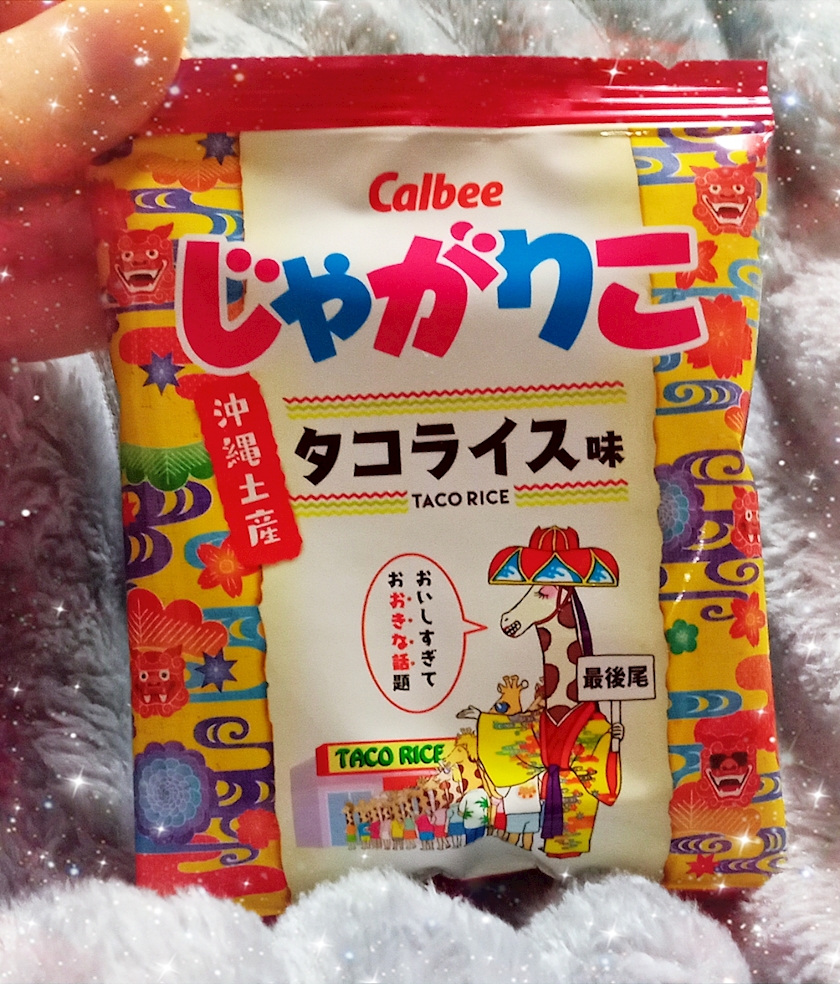 Calbee
じゃがりこ
沖縄土産
タコライス味
TACO RICE
おいしすぎて
おおきな話題
最後尾
TACO RICE